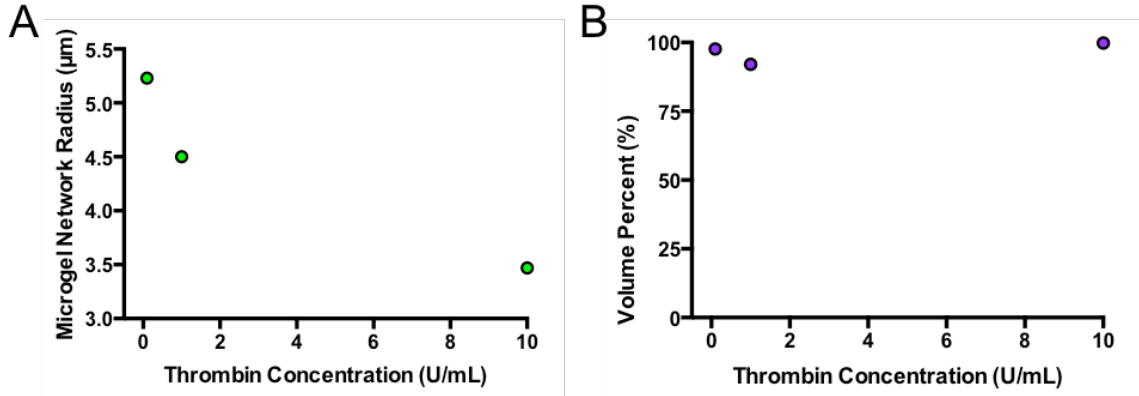 A
Microgel Network Radius (µm)
5.5
5.0
4.5
4.0
3.5
3.0
0 2 4 6 8 10
Thrombin Concentration (U/mL)
B
Volume Percent (%)
100
75
50
25
0
0 2 4 6 8 10
Thrombin Concentration (U/mL)